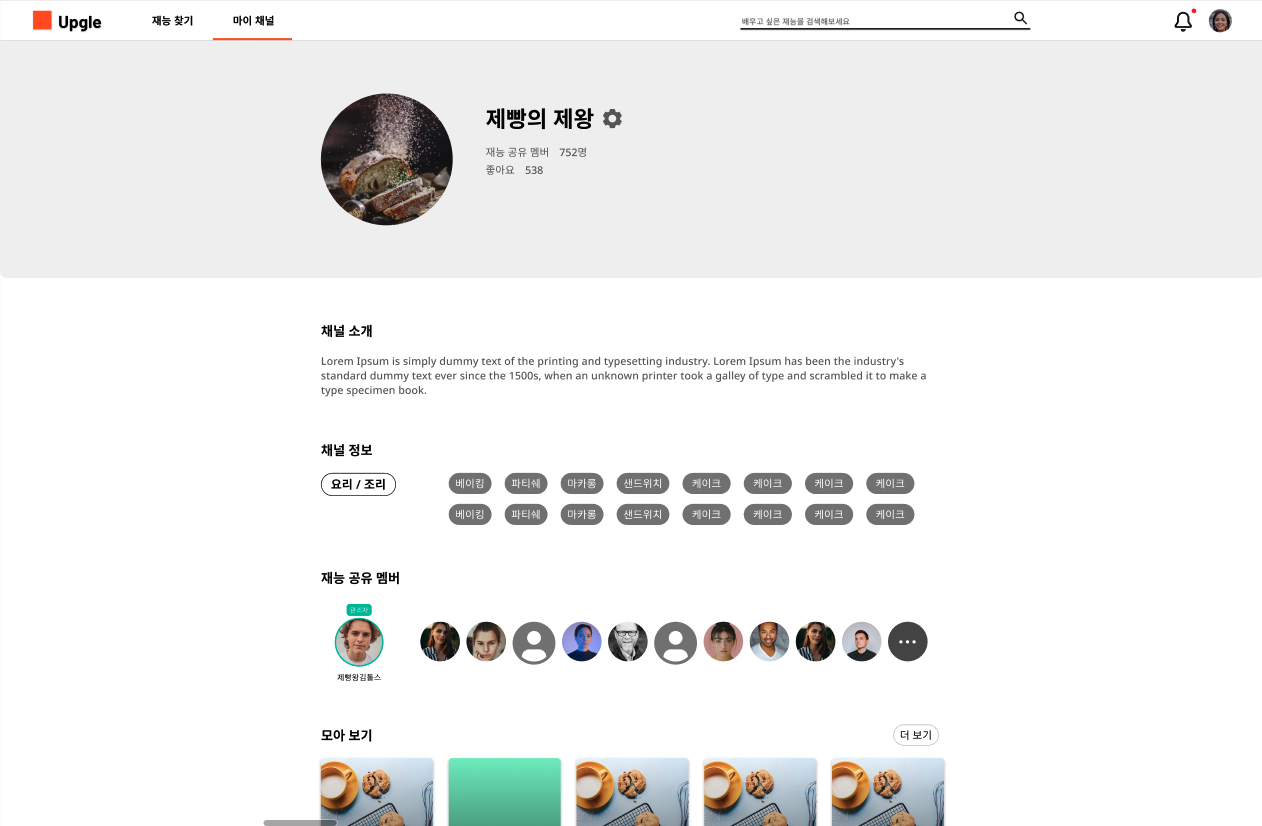 Upgle
재능 찾기
마이 채널
배우고 싶은 재능을 검색해보세요
제빵의 제왕
재능 공유 멤버 752명
좋아요 538
채널 소개
Lorem Ipsum is simply dummy text of the printing and typesetting industry. Lorem Ipsum has been the industry's
standard dummy text ever since the 1500s, when an unknown printer took a galley of type and scrambled it to make a
type specimen book.
채널 정보
요리 / 조리
베이킹 파티쉐 마카롱 샌드위치 케이크 케이크 케이크 케이크
베이킹 파티쉐 마카롱 샌드위치 케이크 케이크 케이크 케이크
재능 공유 멤버
관리자
제빵왕김톨스
모아 보기
더 보기